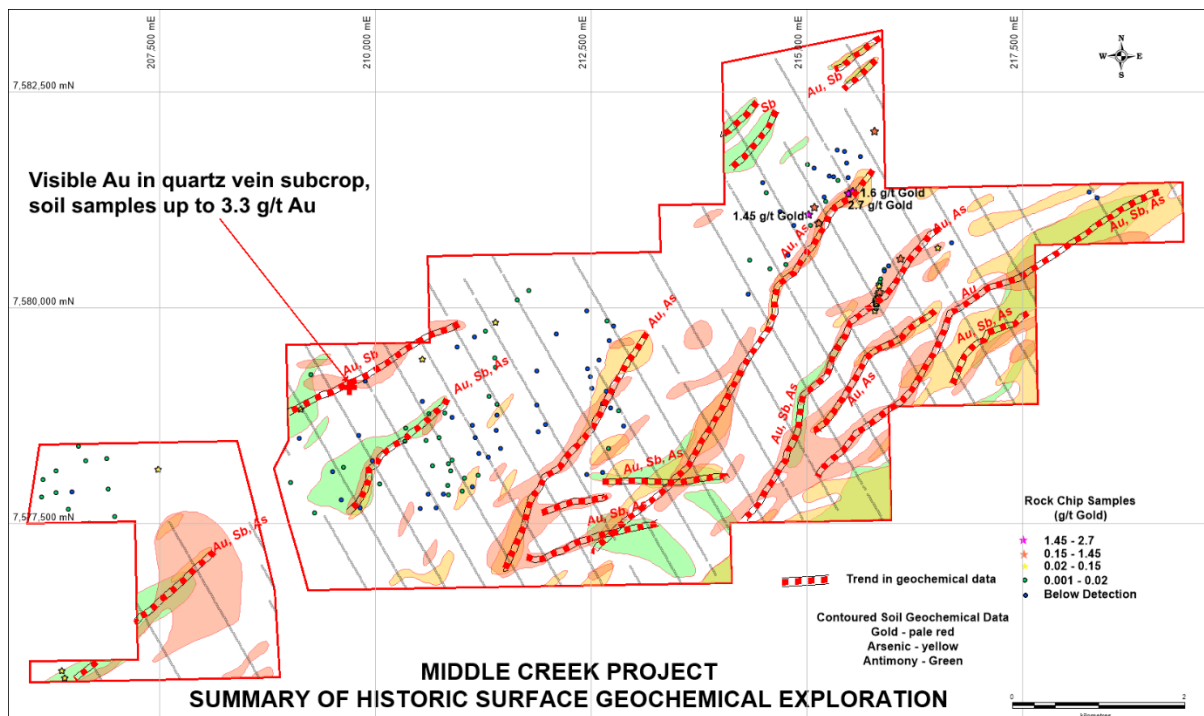 207,500 mE
210,000 mE
212,500 mE
215,000 mE
217,500 mE
N
W E
S
7,582,500 mN
Au, Sb
Sb
Visible Au in quartz vein subcrop,
soil samples up to 3.3 g/t Au
1.6 g/t Gold
2.7 g/t Gold
1.45 g/t Gold
Au, As
Au, As
Au, Sb, As
7,580,000 mN
Au
Au, As
Au, Sb, As
Au, Sb
Au, Sb, As
Au, As
Au, Sb, As
Au, Sb, As
7,577,500 mN
Au, Sb, As
Au, Sb, As
Rock Chip Samples
(g/t Gold)
1.45 - 2.7
0.15 - 1.45
0.02 - 0.15
0.001 - 0.02
Below Detection
Trend in geochemical data
Contoured Soil Geochemical Data
Gold - pale red
Arsenic - yellow
Antimony - Green
MIDDLE CREEK PROJECT
SUMMARY OF HISTORIC SURFACE GEOCHEMICAL EXPLORATION
0 2
kilometres